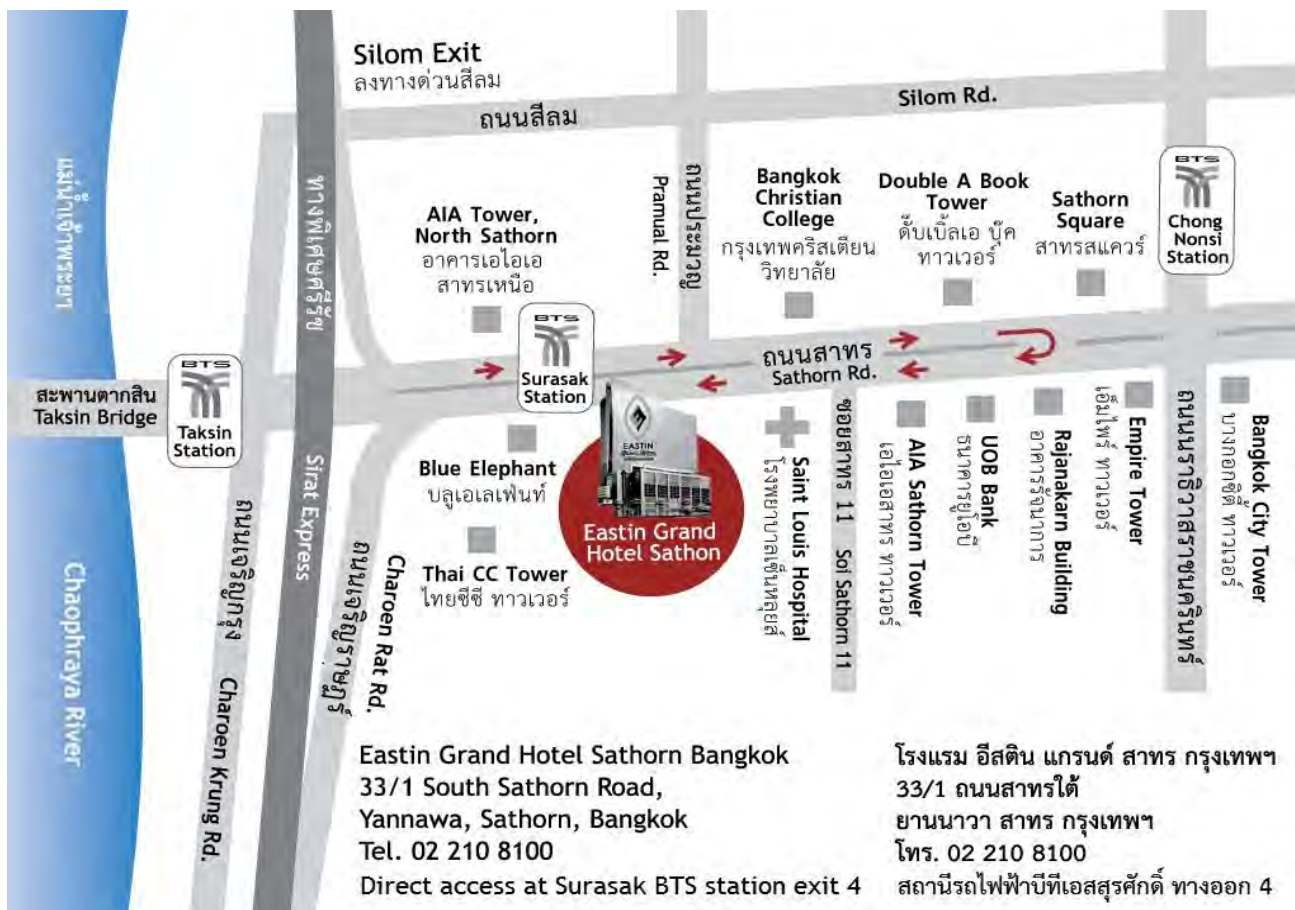 Silom Exit
ลงทางด่วนสีลม
ถนนสีลม
Silom Rd.
แม่น้ำเจ้าพระยา
Chaophraya River
ทางพิเศษศรีรัช
Sirat Express
AIA Tower,
North Sathorn
อาคารเอไอเอ
สาทรเหนือ
Pramual Rd.
ถนนประมวญ
Bangkok
Christian
College
กรุงเทพคริสเตียน
วิทยาลัย
Double A Book
Tower
ดั๊บเบิ้ลเอ บุ๊ค
ทาวเวอร์
Sathorn
Square
สาทรสแควร์
BTS
Chong
Nonsi
Station
BTS
Surasak
Station
ถนนสาทร
Sathorn Rd.
สะพานตากสิน
Taksin Bridge
BTS
Taksin
Station
Blue Elephant
บลูเอเลเฟ่นท์
Thai CC Tower
ไทยซีซี ทาวเวอร์
EASTIN
Eastin Grand
Hotel Sathon
Saint Louis Hospital
โรงพยาบาลเซ็นหลุยส์
ซอยสาทร 11 Soi Sathorn 11
AIA Sathorn Tower
เอไอเอสาทร ทาวเวอร์
UOB Bank
ธนาคารยูโอบี
Rajanakarn Building
อาคารรัจนาการ
Empire Tower
เอ็มไพร์ ทาวเวอร์
ถนนนราธิวาสราชนครินทร์
Bangkok City Tower
บางกอกซิตี้ ทาวเวอร์
ถนนเจริญกรุง Charoen Krung Rd.
ถนนเจริญราษฎร์
Charoen Rat Rd.
Eastin Grand Hotel Sathorn Bangkok
33/1 South Sathorn Road,
Yannawa, Sathorn, Bangkok
Tel. 02 210 8100
Direct access at Surasak BTS station exit 4
โรงแรม อีสติน แกรนด์ สาทร กรุงเทพฯ
33/1 ถนนสาทรใต้
ยานนาวา สาทร กรุงเทพฯ
โทร. 02 210 8100
สถานีรถไฟฟ้าบีทีเอสสุรศักดิ์ ทางออก 4